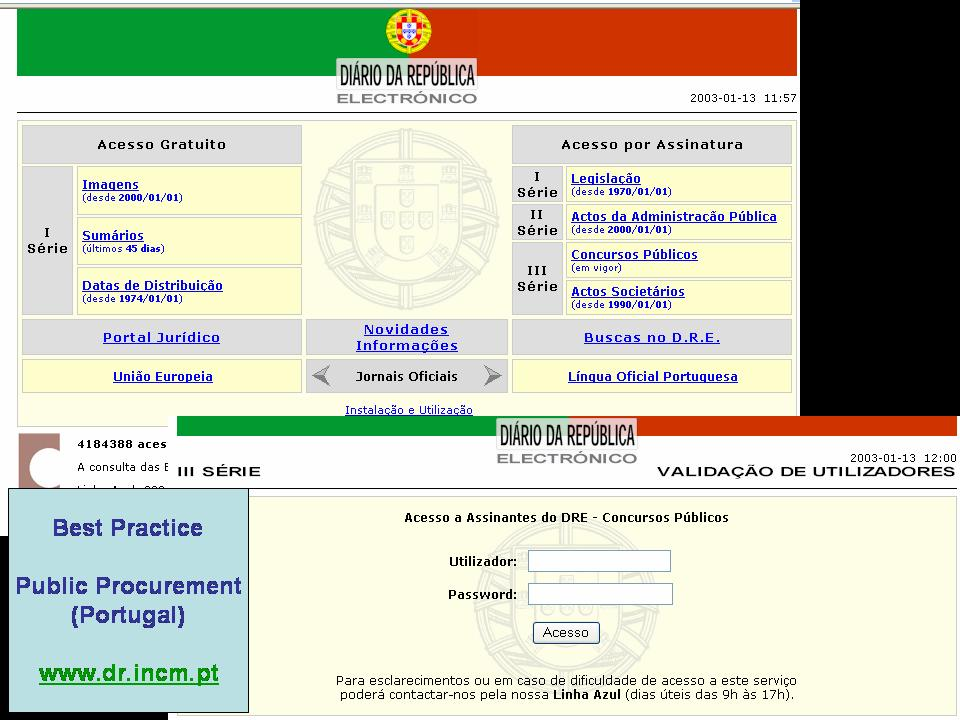 DIÁRIO DA REPÚBLICA
ELECTRÓNICO
2003-01-13 11:57
Acesso Gratuito
I
Série
Imagens
(desde 2000/01/01)
Sumários
(últimos 45 dias)
Datas de Distribuição
(desde 1974/01/01)
Acesso por Assinatura
I
Série
Legislação
(desde 1970/01/01)
II
Série
Actos da Administração Pública
(desde 2000/01/01)
III
Série
Concursos Públicos
(em vigor)
Actos Societários
(desde 1990/01/01)
Portal Jurídico
Novidades
Informações
Buscas no D.R.E.
União Europeia
Jornais Oficiais
Língua Oficial Portuguesa
Instalação e Utilização
4184388 aces
A consulta das
DIÁRIO DA REPÚBLICA
ELECTRÓNICO
2003-01-13 12:00
III SÉRIE
VALIDAÇÃO DE UTILIZADORES
Acesso a Assinantes do DRE - Concursos Públicos
Utilizador:
Password:
Acesso
Para esclarecimentos ou em caso de dificuldade de acesso a este serviço
poderá contactar-nos pela nossa Linha Azul (dias úteis das 9h às 17h).
Best Practice
Public Procurement
(Portugal)
www.dr.incm.pt